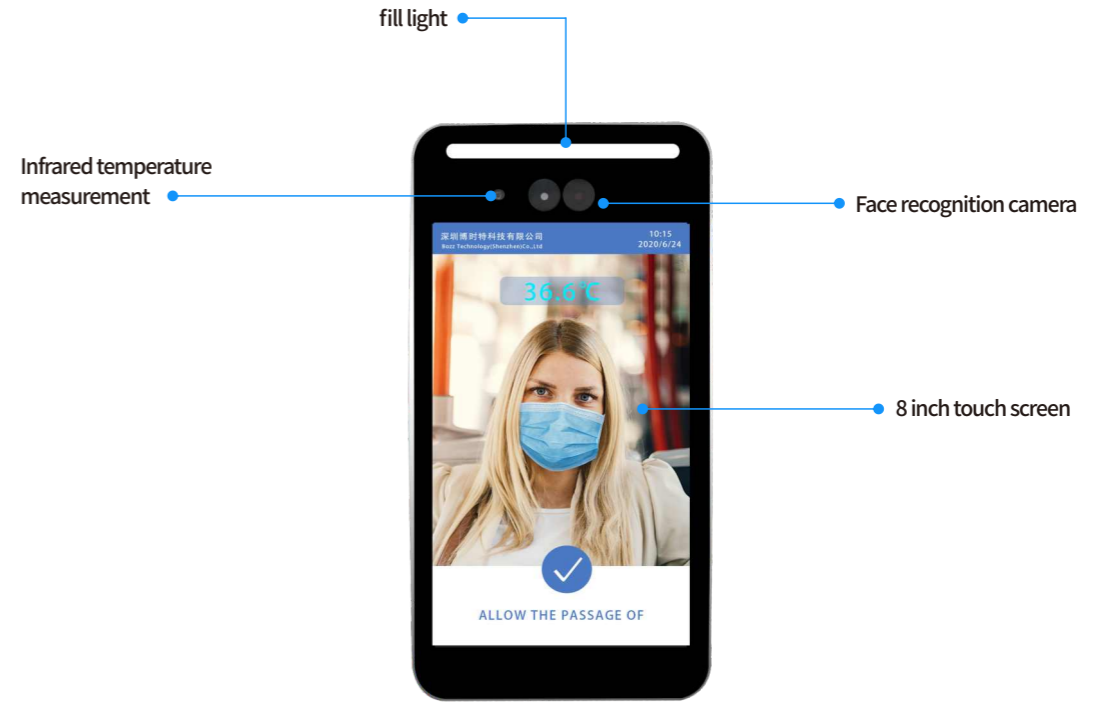 fill light
Infrared temperature
measurement
Face recognition camera
深圳博时特科技有限公司
Bozz Technology(Shenzhen)Co.,Ltd
10:15
2020/6/24
36.6℃
8 inch touch screen
ALLOW THE PASSAGE OF